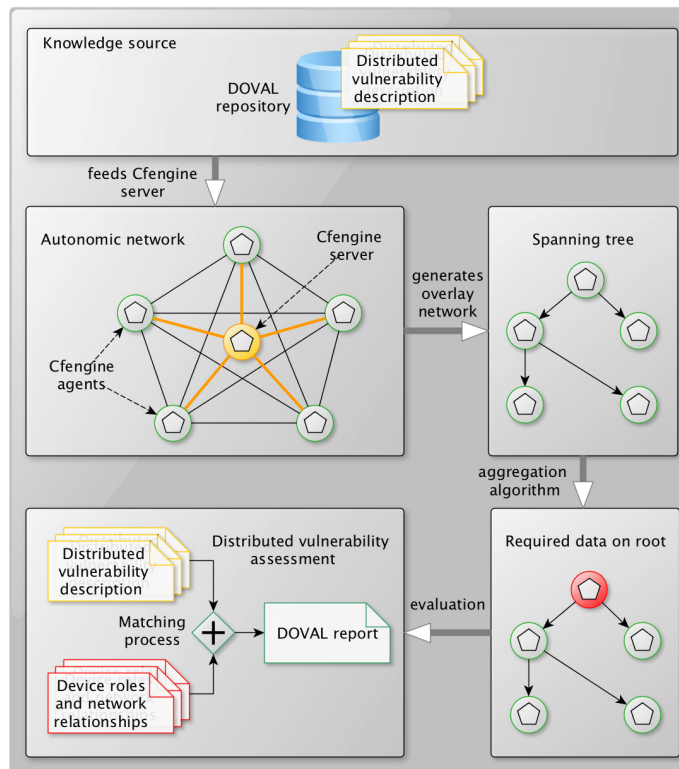 Knowledge source
DOVAL
repository
Distributed
vulnerability
description
feeds Cfengine
server
Autonomic network
Cfengine
server
Cfengine
agents
generates
overlay
network
Spanning tree
aggregation
algorithm
Required data on root
evaluation
Distributed vulnerability
assessment
Distributed
vulnerability
description
Matching
process
DOVAL report
Device roles
and network
relationships